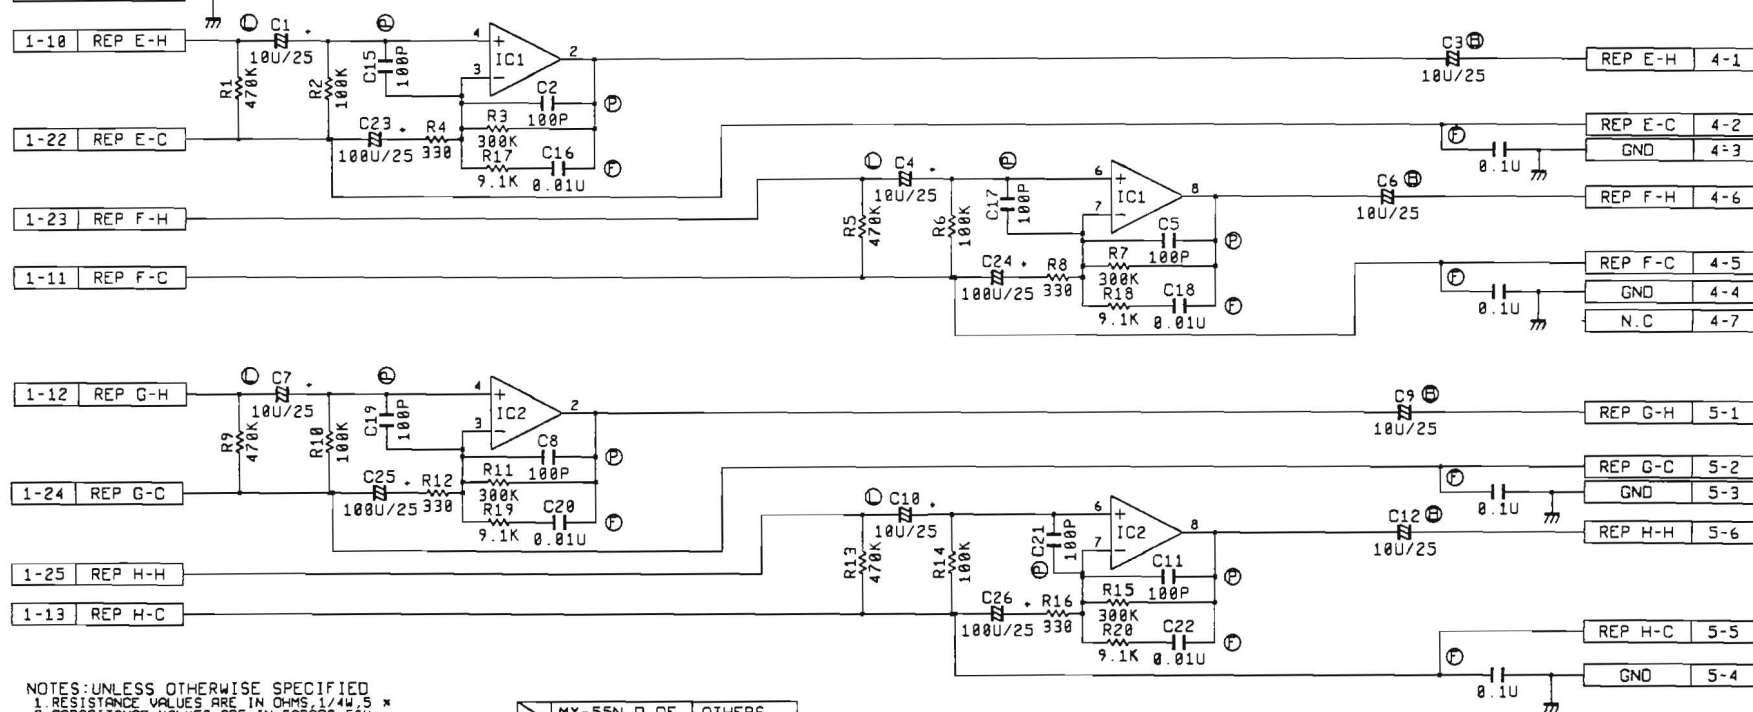 1-10 REP E-H
Ⓛ C1 +
10U/25
R1 470K
R2 100K
Ⓟ
C15 100P
4 + IC1 2
3 -
C2
100P
Ⓟ
R3
300K
C23 + R4
100U/25 330
R17 C16
9.1K 0.01U
Ⓕ
1-22 REP E-C
C3 Ⓑ
10U/25
REP E-H 4-1
REP E-C 4-2
Ⓕ
0.1U
GND 4-3
1-23 REP F-H
1-11 REP F-C
Ⓛ C4 +
10U/25
R5 470K
R6 100K
Ⓟ
C17 100P
6 + IC1 8
7 -
C5
100P
Ⓟ
R7
300K
C24 + R8
100U/25 330
R18 C18
9.1K 0.01U
Ⓕ
C6 Ⓑ
10U/25
REP F-H 4-6
REP F-C 4-5
Ⓕ
0.1U
GND 4-4
N.C 4-7
1-12 REP G-H
Ⓛ C7 +
10U/25
R9 470K
R10 100K
Ⓟ
C19 100P
4 + IC2 2
3 -
C8
100P
Ⓟ
R11
300K
C25 + R12
100U/25 330
R19 C20
9.1K 0.01U
Ⓕ
1-24 REP G-C
C9 Ⓑ
10U/25
REP G-H 5-1
REP G-C 5-2
Ⓕ
0.1U
GND 5-3
1-25 REP H-H
1-13 REP H-C
Ⓛ C10 +
10U/25
R13 470K
R14 100K
C21 100P
Ⓟ
6 + IC2 8
7 -
C11
100P
Ⓟ
R15
300K
C26 + R16
100U/25 330
R20 C22
9.1K 0.01U
Ⓕ
C12 Ⓑ
10U/25
REP H-H 5-6
REP H-C 5-5
Ⓕ
0.1U
GND 5-4
NOTES:UNLESS OTHERWISE SPECIFIED
1.RESISTANCE VALUES ARE IN OHMS,1/4W,5 %
OTHERS